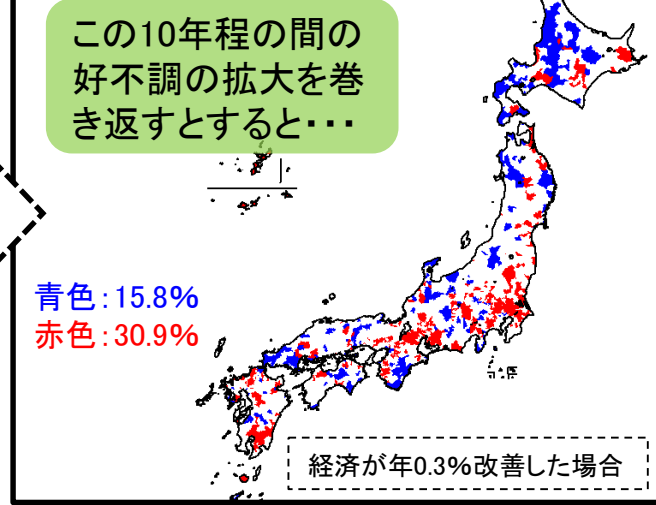 この10年程の間の
好不調の拡大を巻
き返すとすると・・・
青色：15.8%
赤色：30.9%
経済が年0.3%改善した場合